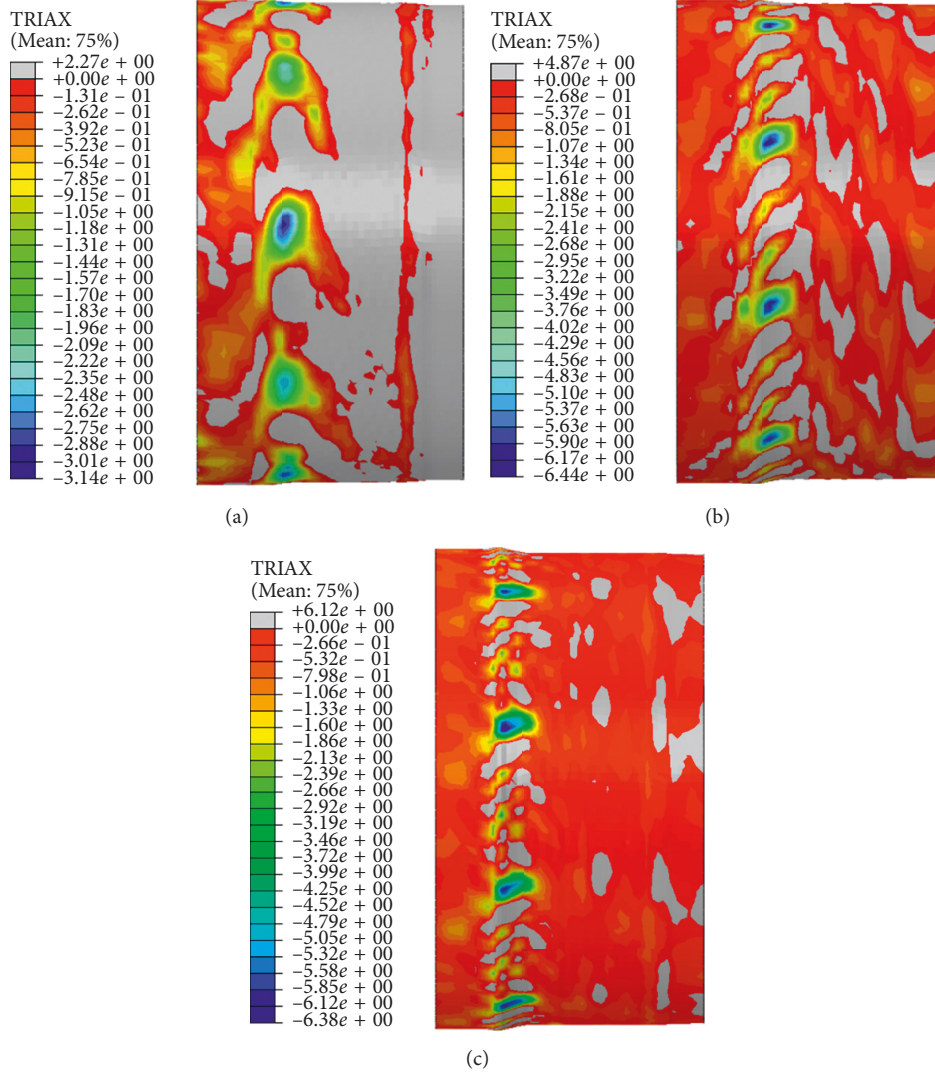 TRIAX
(Mean: 75%)
+2.27e + 00
+0.00e + 00
−1.31e − 01
−2.62e − 01
−3.92e − 01
−5.23e − 01
−6.54e − 01
−7.85e − 01
−9.15e − 01
−1.05e + 00
−1.18e + 00
−1.31e + 00
−1.44e + 00
−1.57e + 00
−1.70e + 00
−1.83e + 00
−1.96e + 00
−2.09e + 00
−2.22e + 00
−2.35e + 00
−2.48e + 00
−2.62e + 00
−2.75e + 00
−2.88e + 00
−3.01e + 00
−3.14e + 00
(a)
TRIAX
(Mean: 75%)
+4.87e + 00
+0.00e + 00
−2.68e − 01
−5.37e − 01
−8.05e − 01
−1.07e + 00
−1.34e + 00
−1.61e + 00
−1.88e + 00
−2.15e + 00
−2.41e + 00
−2.68e + 00
−2.95e + 00
−3.22e + 00
−3.49e + 00
−3.76e + 00
−4.02e + 00
−4.29e + 00
−4.56e + 00
−4.83e + 00
−5.10e + 00
−5.37e + 00
−5.63e + 00
−5.90e + 00
−6.17e + 00
−6.44e + 00
(b)
TRIAX
(Mean: 75%)
+6.12e + 00
+0.00e + 00
−2.66e − 01
−5.32e − 01
−7.98e − 01
−1.06e + 00
−1.33e + 00
−1.60e + 00
−1.86e + 00
−2.13e + 00
−2.39e + 00
−2.66e + 00
−2.92e + 00
−3.19e + 00
−3.46e + 00
−3.72e + 00
−3.99e + 00
−4.25e + 00
−4.52e + 00
−4.79e + 00
−5.05e + 00
−5.32e + 00
−5.58e + 00
−5.85e + 00
−6.12e + 00
−6.38e + 00
(c)